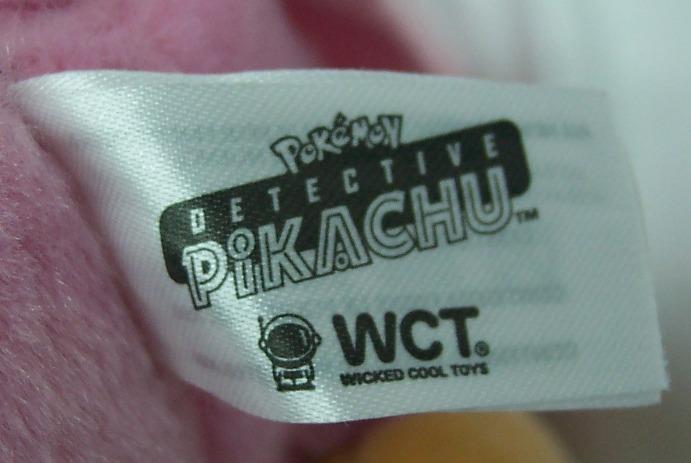 Pokémon
DETECTIVE
PiKACHU™
WCT®
WICKED COOL TOYS